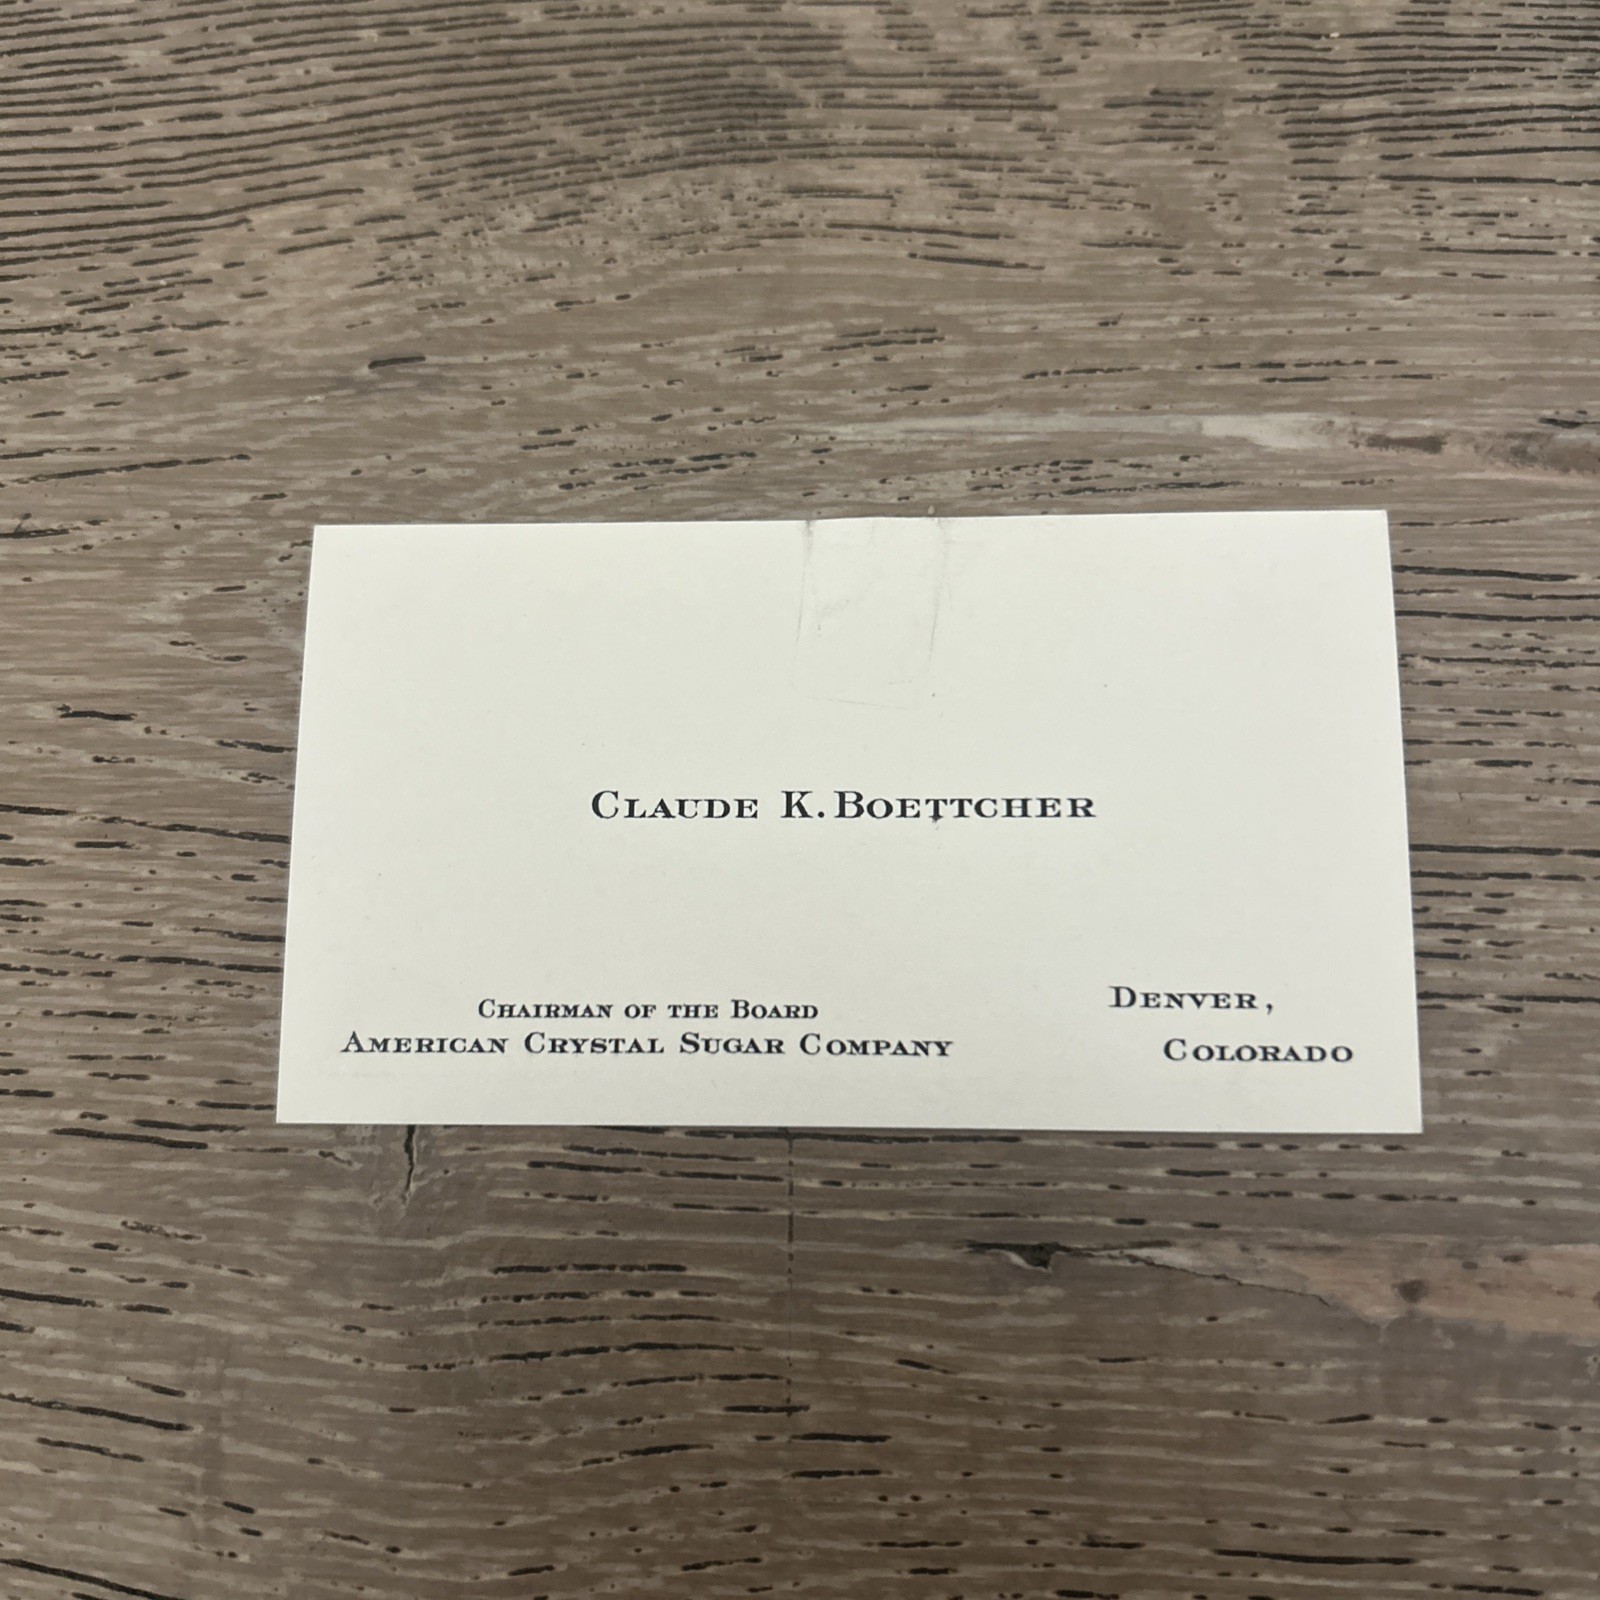 Claude K. Boettcher
Chairman of the Board
American Crystal Sugar Company
Denver,
Colorado